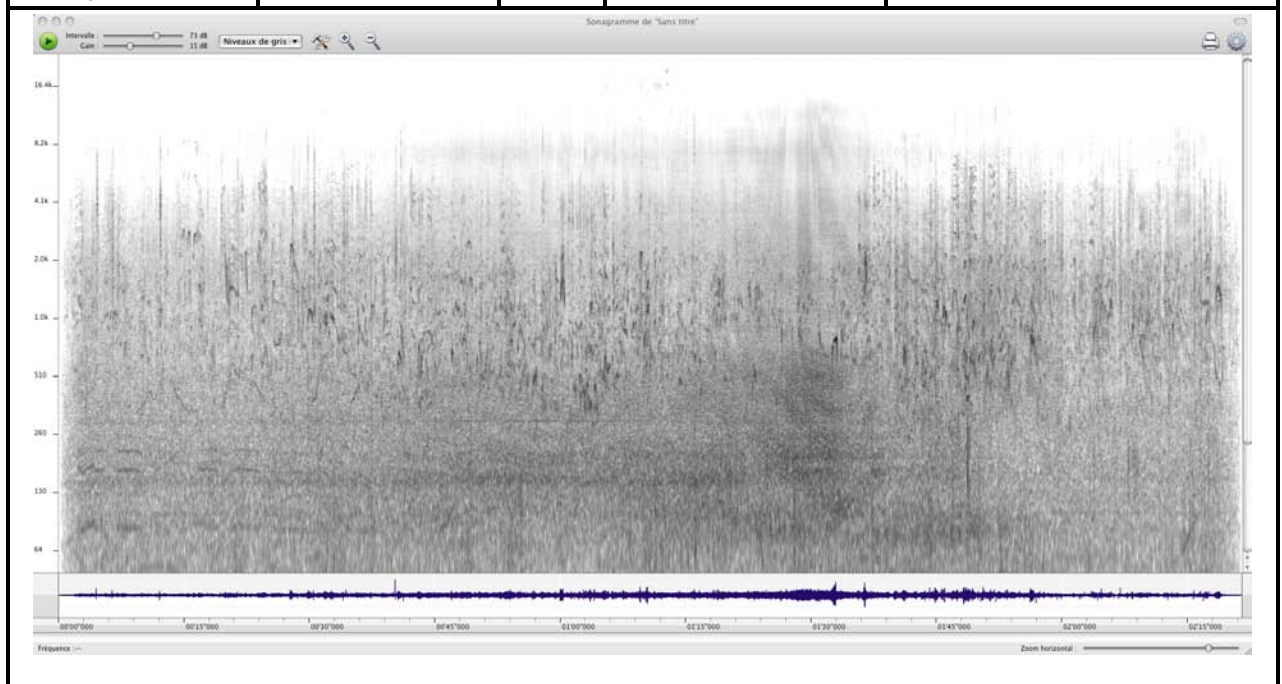 Sonagramme de "Sans titre"
Intervalle : 73 dB
Gain : 15 dB
Niveaux de gris
16.4k
8.2k
4.1k
2.0k
1.0k
510
260
130
64
00'00"000 00'15"000 00'30"000 00'45"000 01'00"000 01'15"000 01'30"000 01'45"000 02'00"000 02'15"000
Fréquence :-- Zoom horizontal :